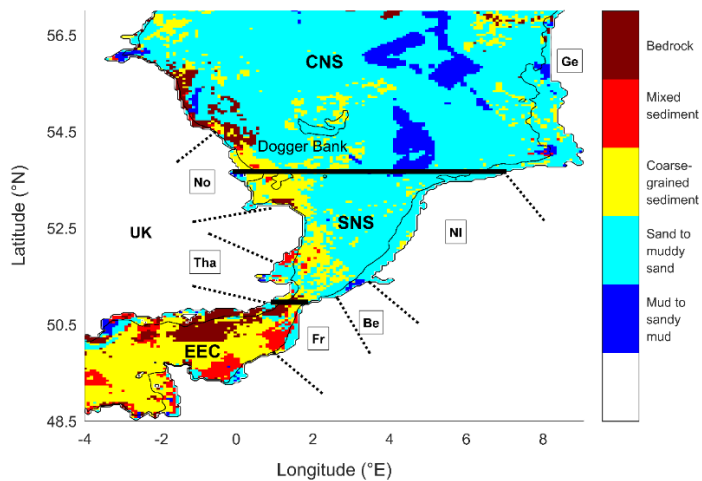 56.5
54.5
52.5
50.5
48.5
Latitude (°N)
-4
-2
0
2
4
6
8
Longitude (°E)
CNS
Ge
Dogger Bank
No
UK
SNS
Nl
Tha
Be
Fr
EEC
Bedrock
Mixed
sediment
Coarse-
grained
sediment
Sand to
muddy
sand
Mud to
sandy
mud